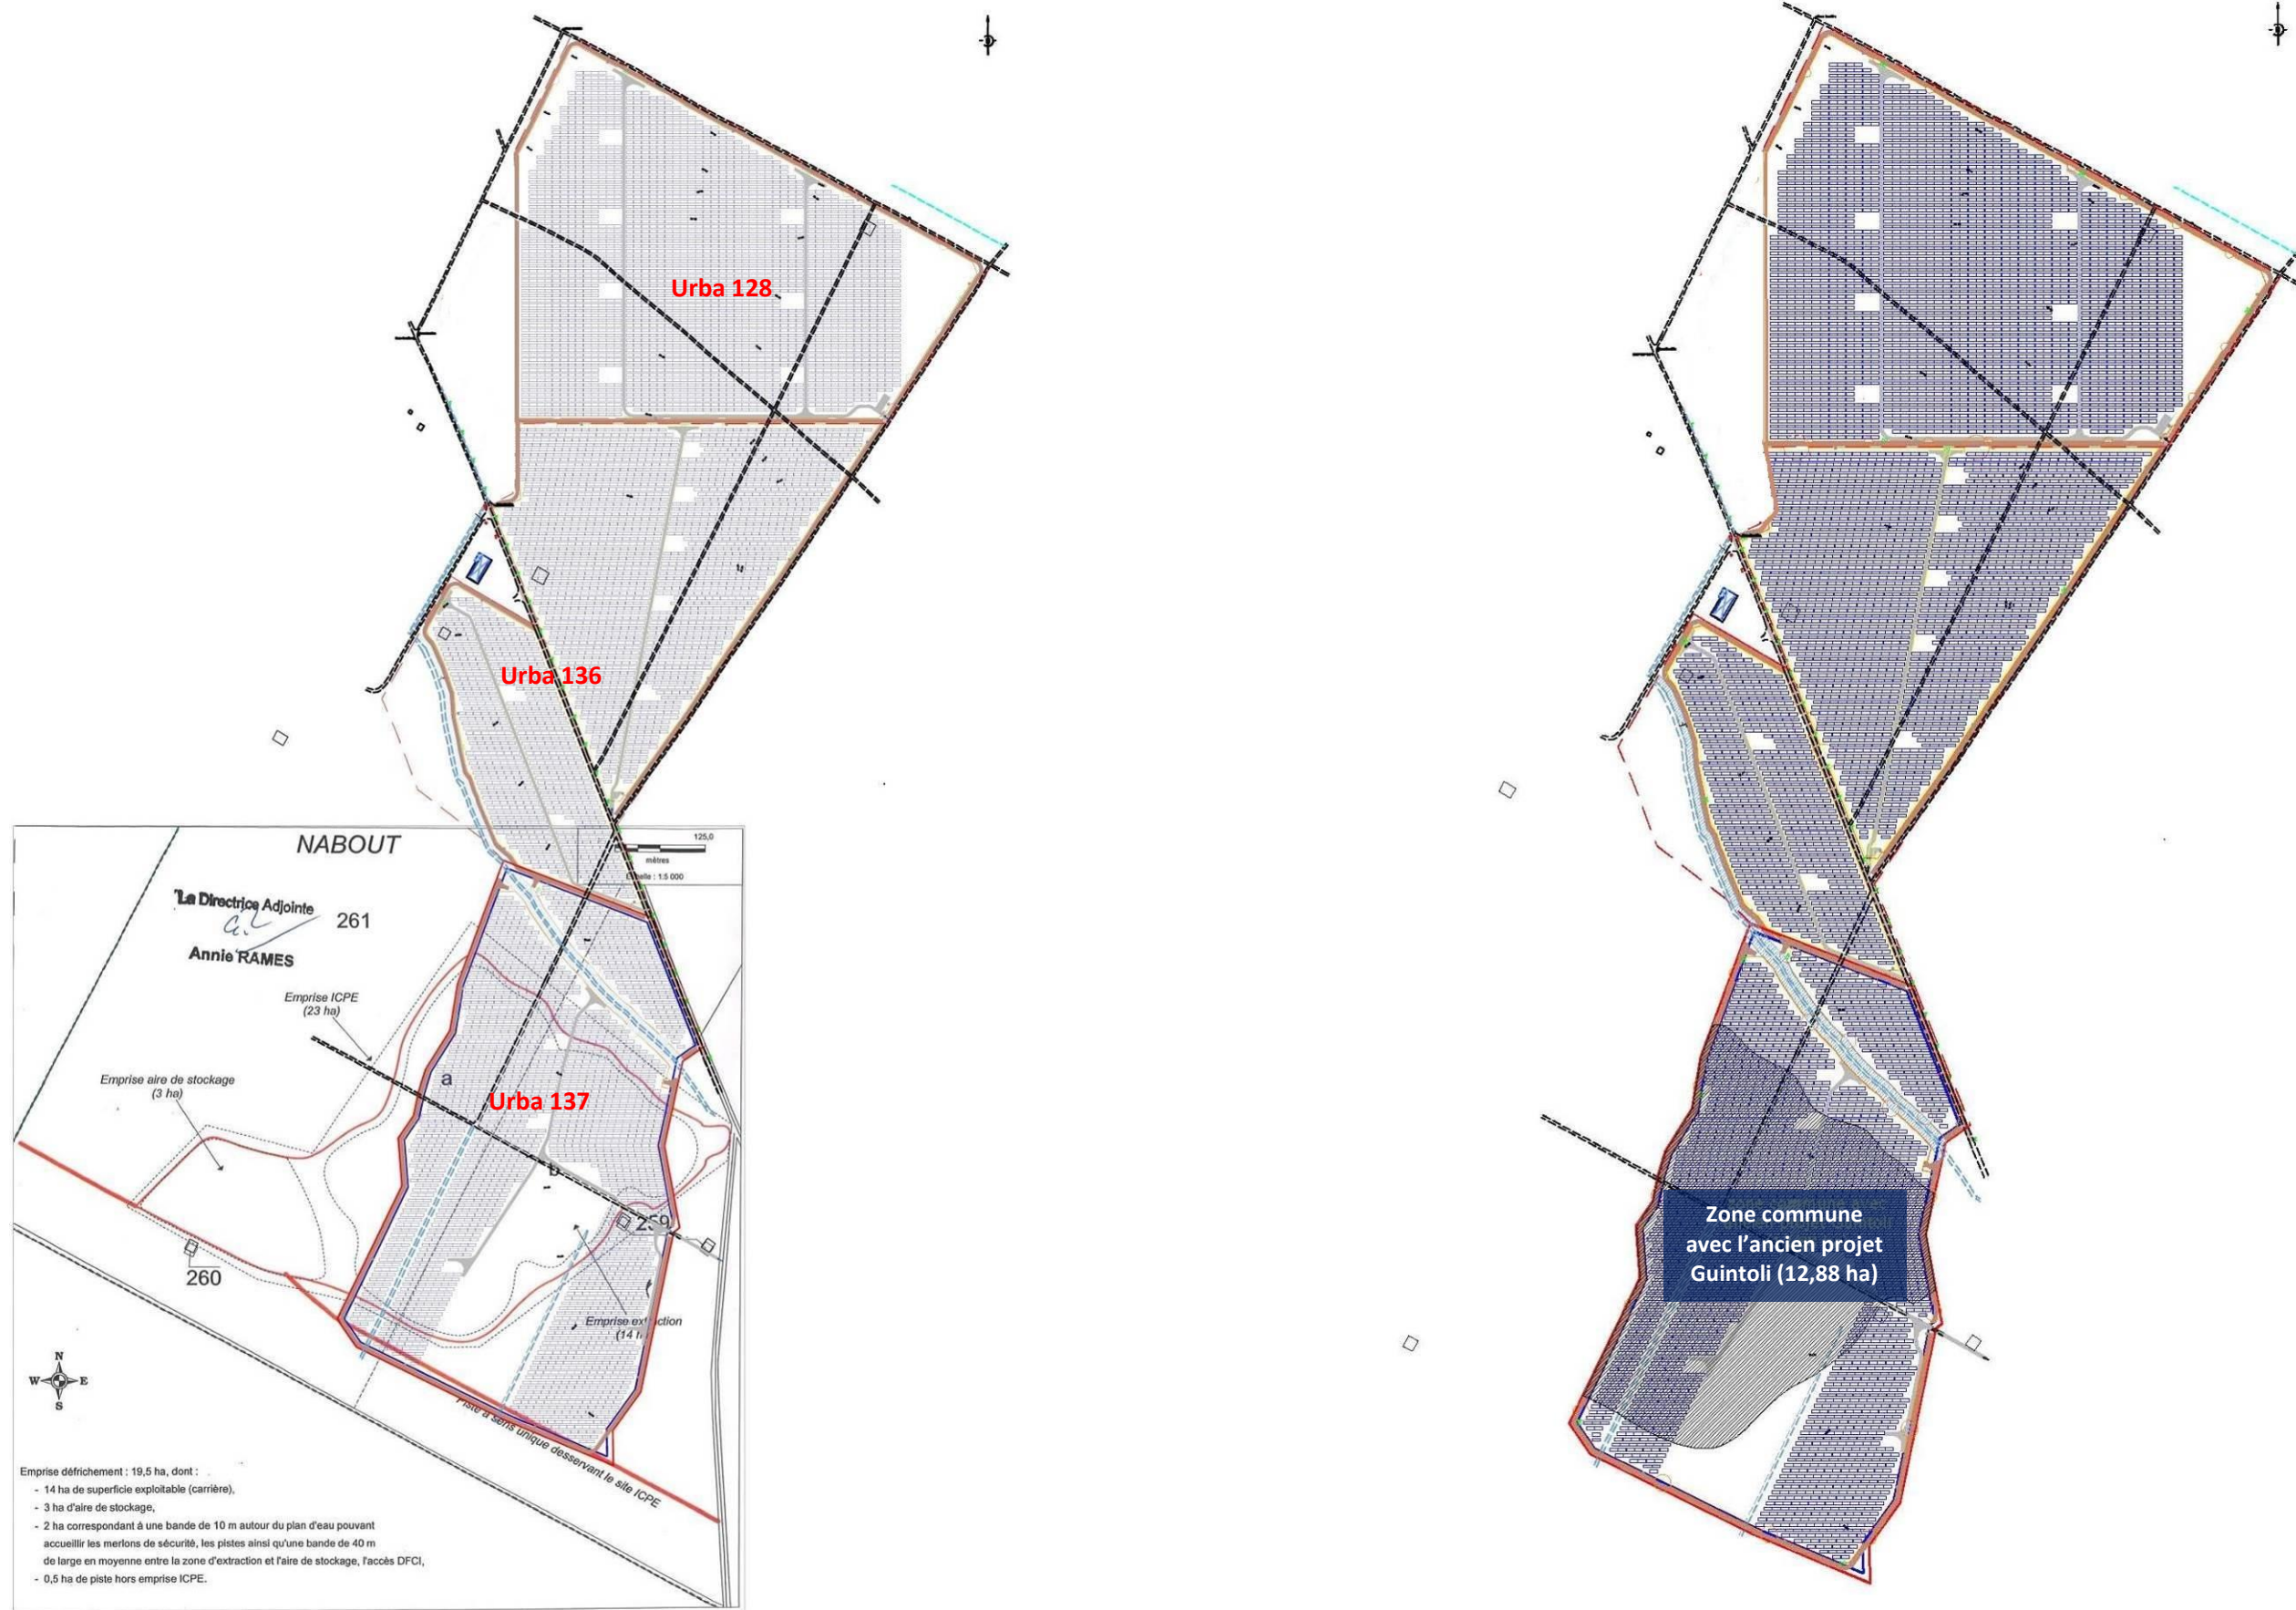 Urba 128
Urba 136
NABOUT
125,0
mètres
Echelle : 1:5 000
La Directrice Adjointe
261
Annie RAMES
Emprise ICPE
(23 ha)
Emprise aire de stockage
(3 ha)
a
Urba 137
b
259
260
Emprise extraction
(14 ha)
N
W E
S
Piste à sens unique desservant le site ICPE
Emprise défrichement : 19,5 ha, dont :
- 14 ha de superficie exploitable (carrière),
- 3 ha d'aire de stockage,
- 2 ha correspondant à une bande de 10 m autour du plan d'eau pouvant
accueillir les merlons de sécurité, les pistes ainsi qu'une bande de 40 m
de large en moyenne entre la zone d'extraction et l'aire de stockage, l'accès DFCI,
- 0,5 ha de piste hors emprise ICPE.
Zone commune
avec l'ancien projet
Guintoli (12,88 ha)